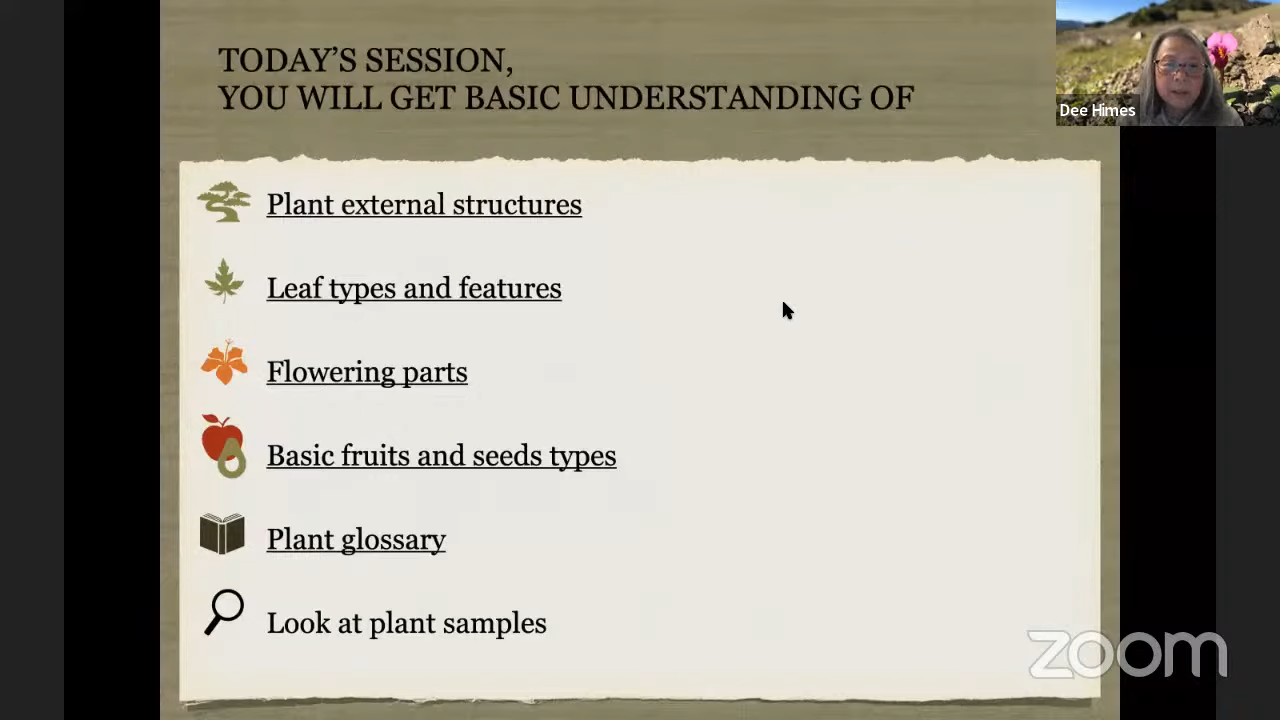 TODAY’S SESSION,
YOU WILL GET BASIC UNDERSTANDING OF
Dee Himes
Plant external structures
Leaf types and features
Flowering parts
Basic fruits and seeds types
Plant glossary
Look at plant samples
zoom